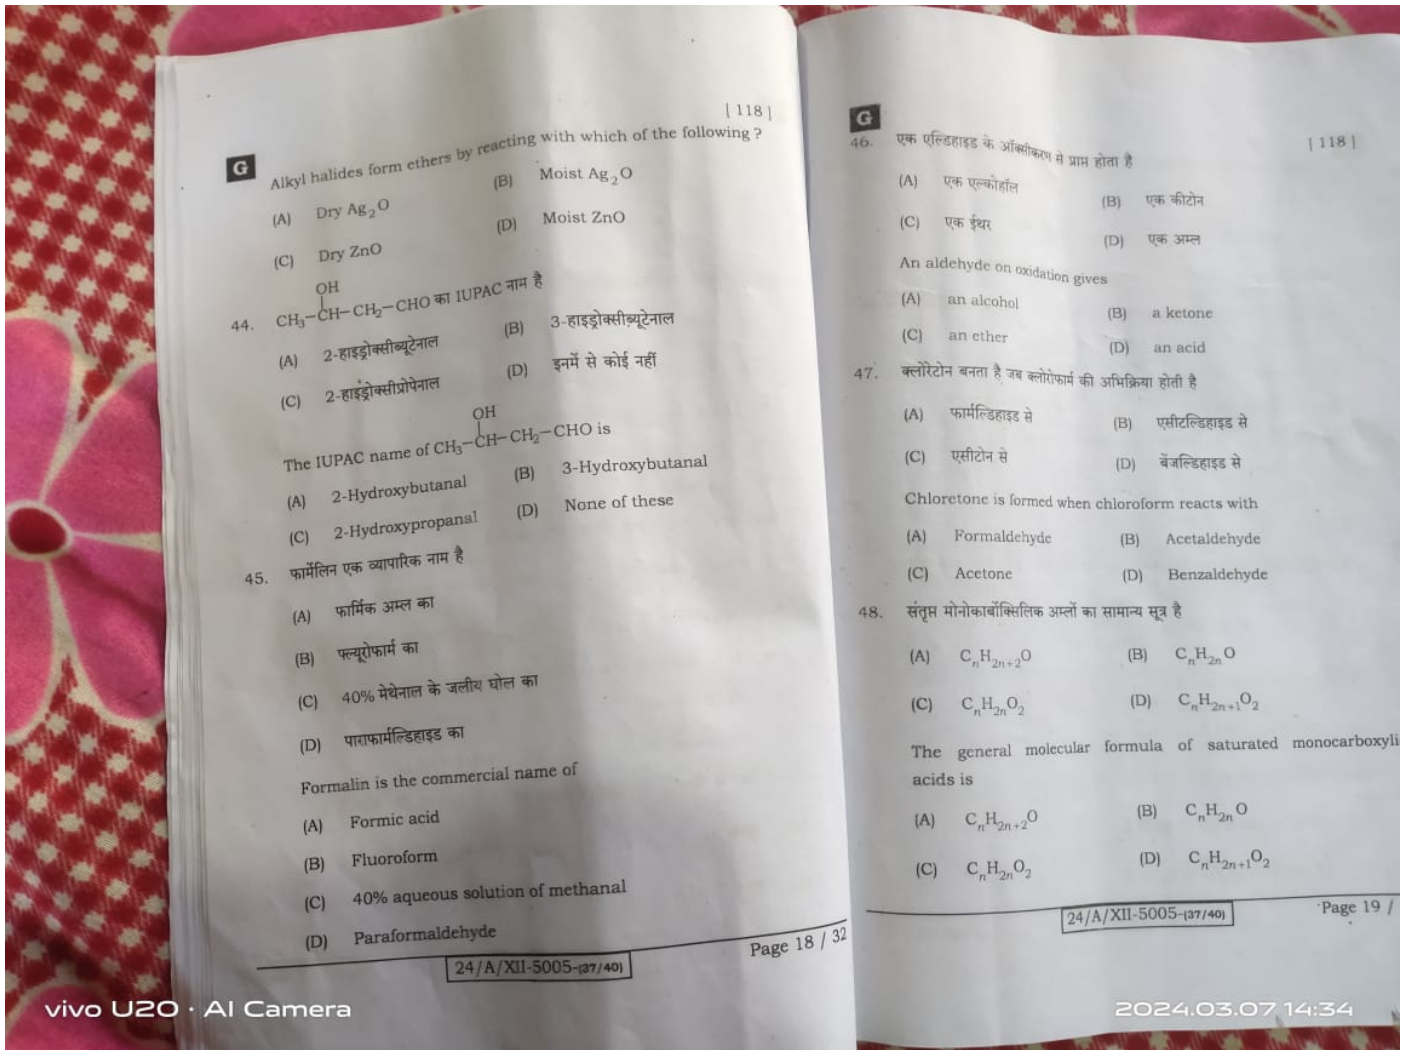 [ 118 ]
G
Alkyl halides form ethers by reacting with which of the following ?
(A) Dry Ag₂O (B) Moist Ag₂O
(C) Dry ZnO (D) Moist ZnO
OH
44. CH₃–CH–CH₂–CHO का IUPAC नाम है
(A) 2-हाइड्रोक्सीब्यूटेनाल (B) 3-हाइड्रोक्सीब्यूटेनाल
(C) 2-हाइड्रोक्सीप्रोपेनाल (D) इनमें से कोई नहीं
OH
The IUPAC name of CH₃–CH–CH₂–CHO is
(A) 2-Hydroxybutanal (B) 3-Hydroxybutanal
(C) 2-Hydroxypropanal (D) None of these
45. फार्मेलिन एक व्यापारिक नाम है
(A) फार्मिक अम्ल का
(B) फ्ल्यूरोफार्म का
(C) 40% मेथेनाल के जलीय घोल का
(D) पाराफार्मल्डिहाइड का
Formalin is the commercial name of
(A) Formic acid
(B) Fluoroform
(C) 40% aqueous solution of methanal
(D) Paraformaldehyde
24/A/XII-5005-(37/40)
Page 18 / 32
G
[ 118 ]
46. एक एल्डिहाइड के ऑक्सीकरण से प्राप्त होता है
(A) एक एल्कोहॉल (B) एक कीटोन
(C) एक ईथर (D) एक अम्ल
An aldehyde on oxidation gives
(A) an alcohol (B) a ketone
(C) an ether (D) an acid
47. क्लोरेटोन बनता है जब क्लोरोफार्म की अभिक्रिया होती है
(A) फार्मल्डिहाइड से (B) एसीटल्डिहाइड से
(C) एसीटोन से (D) बेंजल्डिहाइड से
Chloretone is formed when chloroform reacts with
(A) Formaldehyde (B) Acetaldehyde
(C) Acetone (D) Benzaldehyde
48. संतृप्त मोनोकार्बोक्सिलिक अम्लों का सामान्य सूत्र है
(A) CₙH₂ₙ₊₂O (B) CₙH₂ₙO
(C) CₙH₂ₙO₂ (D) CₙH₂ₙ₊₁O₂
The general molecular formula of saturated monocarboxyli
acids is
(A) CₙH₂ₙ₊₂O (B) CₙH₂ₙO
(C) CₙH₂ₙO₂ (D) CₙH₂ₙ₊₁O₂
24/A/XII-5005-(37/40)
Page 19 /
vivo U20 · AI Camera
2024.03.07 14:34